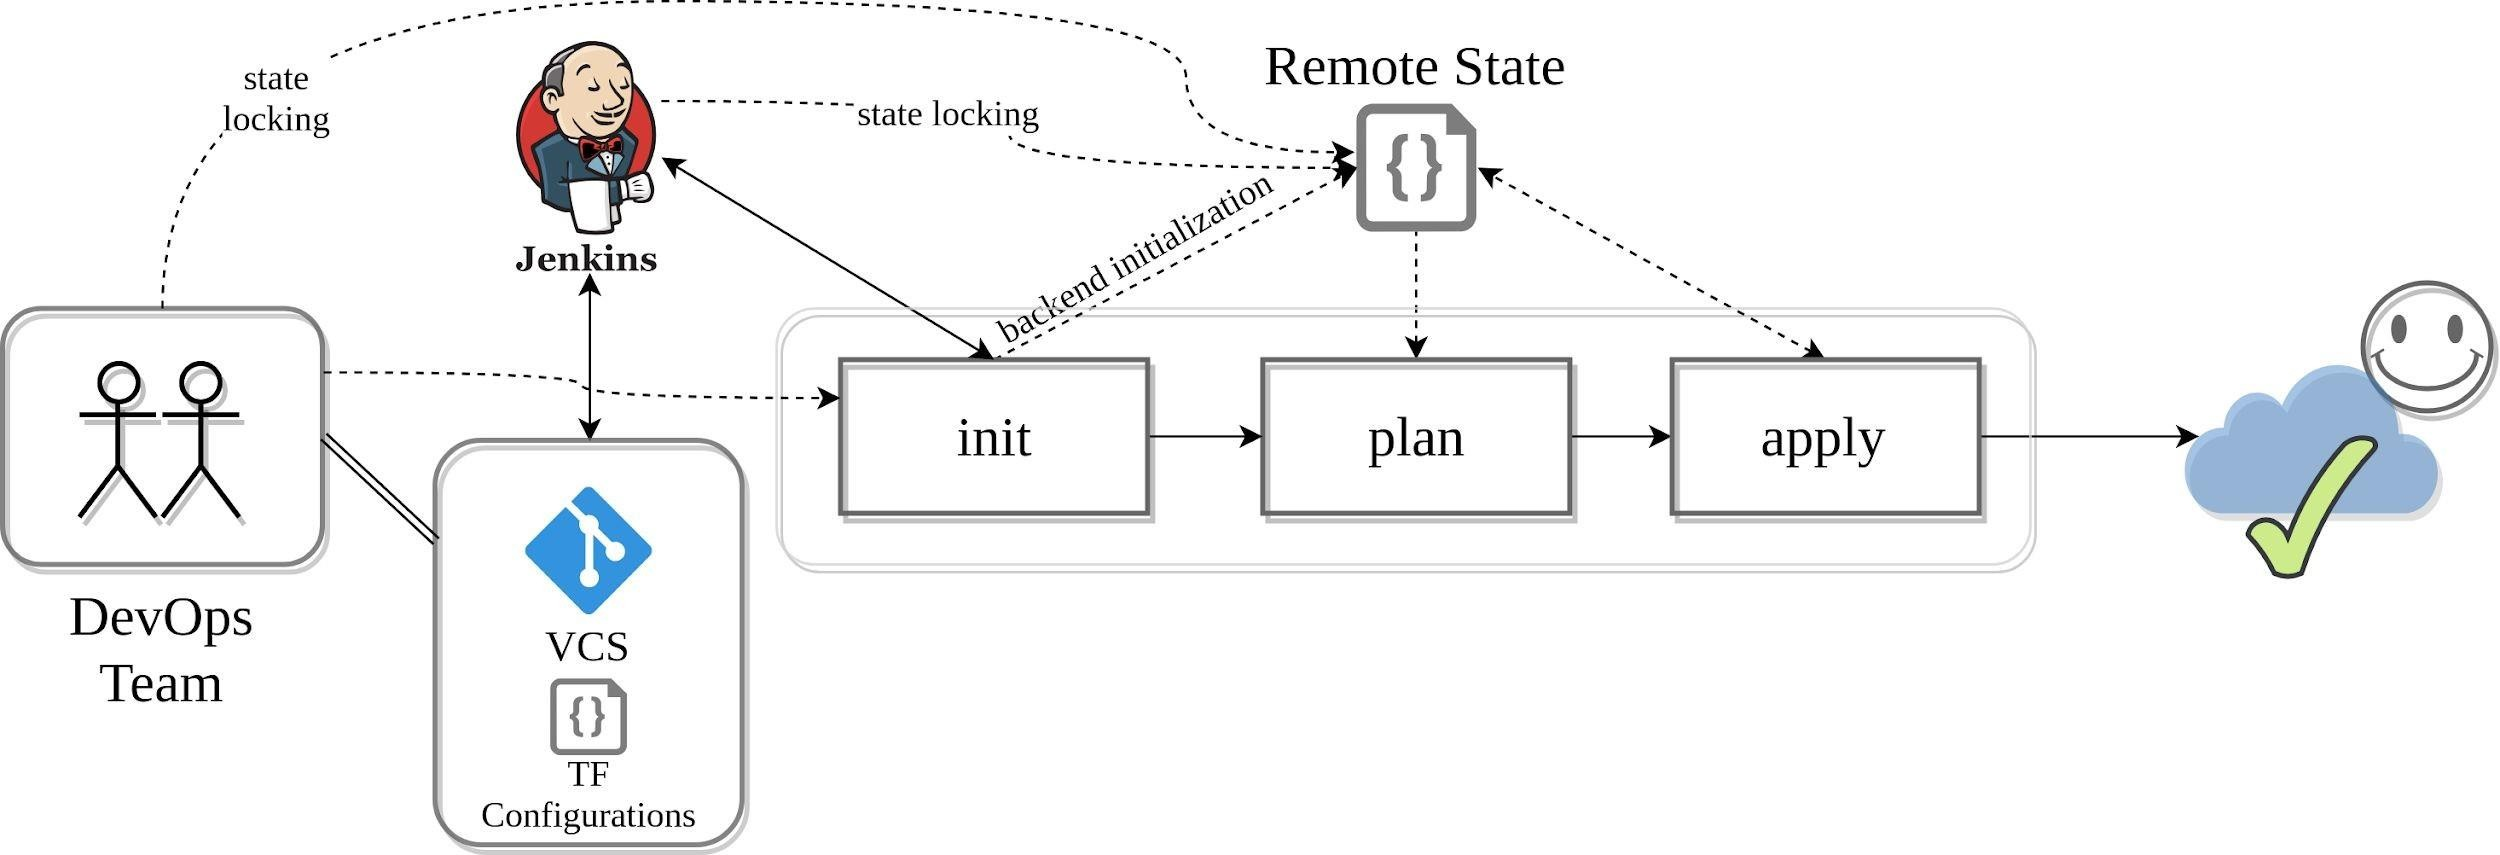 state
locking
state locking
Remote State
{}
backend initialization
Jenkins
init
plan
apply
DevOps
Team
VCS
{}
TF
Configurations